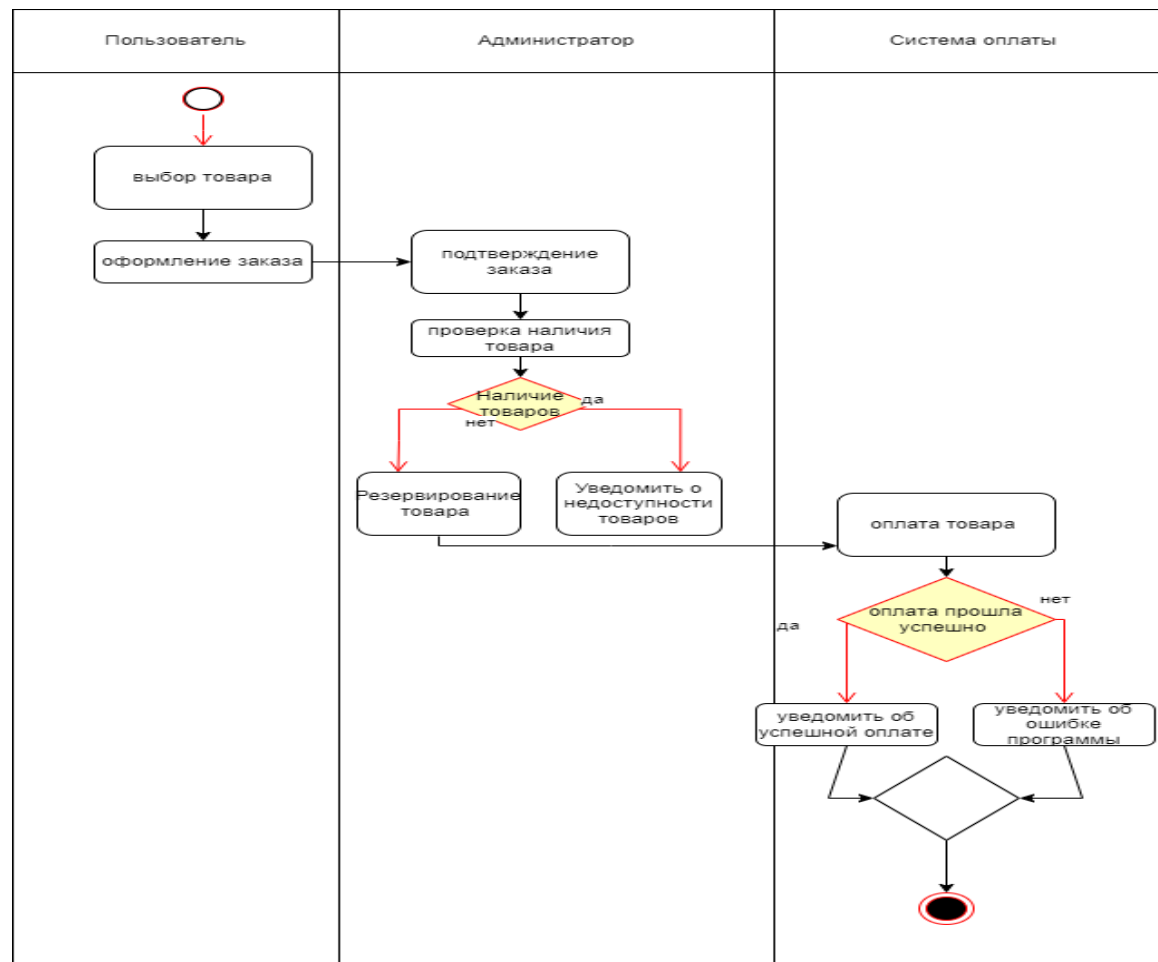 Пользователь
Администратор
Система оплаты
выбор товара
оформление заказа
подтверждение
заказа
проверка наличия
товара
Наличие
товаров
да
нет
Резервирование
товара
Уведомить о
недоступности
товаров
оплата товара
оплата прошла
успешно
нет
да
уведомить об
успешной оплате
уведомить об
ошибке
программы